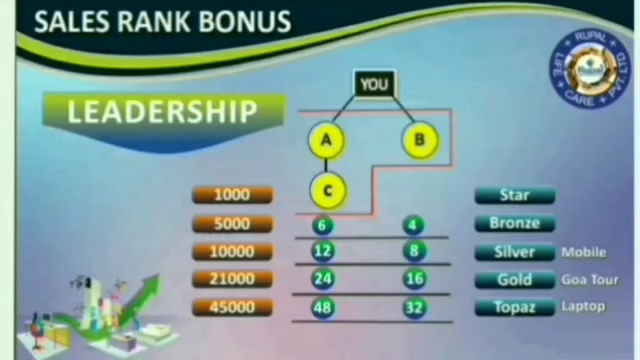 SALES RANK BONUS
RUPAL LIFE CARE PVT. LTD
Rupal
YOU
LEADERSHIP
A B
C
1000 Star
5000 6 4 Bronze
10000 12 8 Silver Mobile
21000 24 16 Gold Goa Tour
45000 48 32 Topaz Laptop